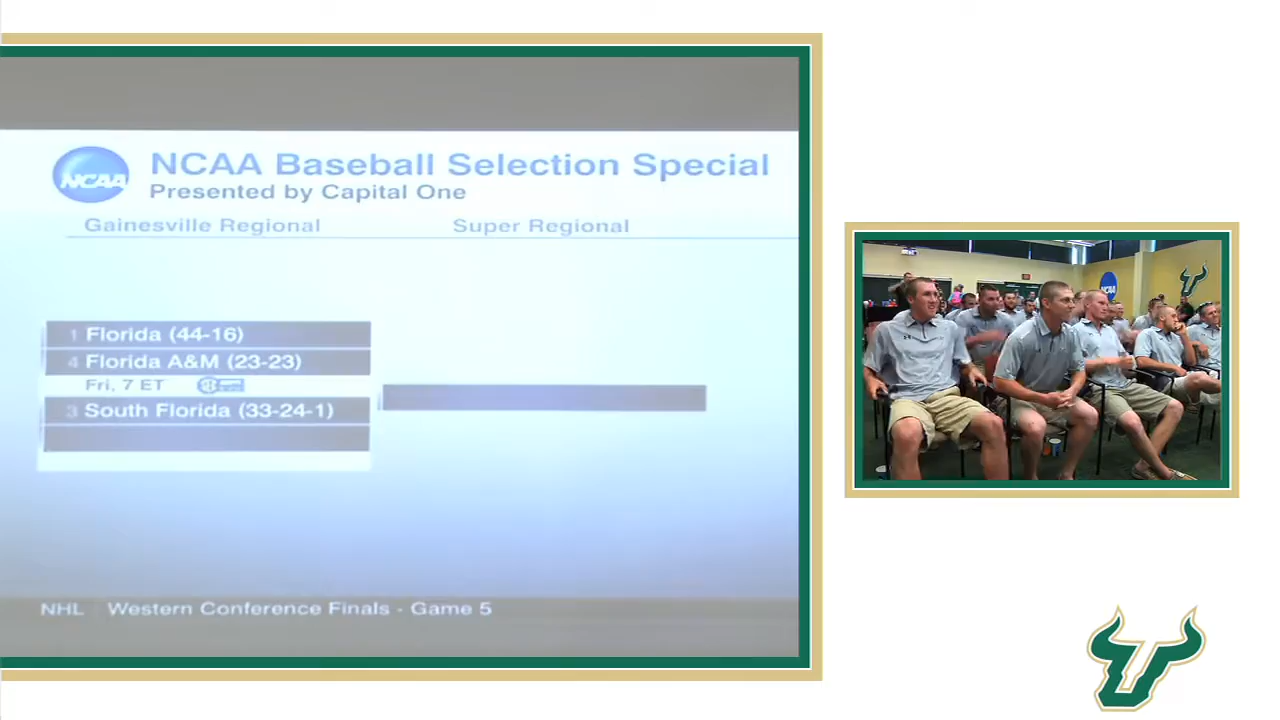 NCAA Baseball Selection Special
NCAA
Presented by Capital One
Gainesville Regional
Super Regional
1 Florida (44-16)
4 Florida A&M (23-23)
Fri, 7 ET
3 South Florida (33-24-1)
NHL Western Conference Finals - Game 5
NCAA